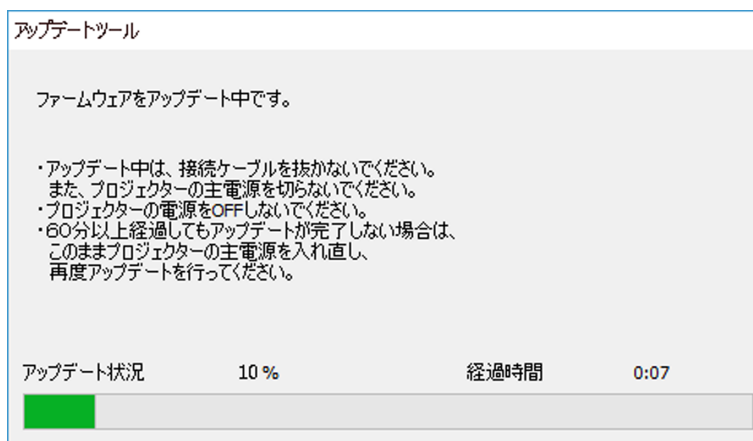 アップデートツール
ファームウェアをアップデート中です。
・アップデート中は、接続ケーブルを抜かないでください。
また、プロジェクターの主電源を切らないでください。
・プロジェクターの電源をOFFしないでください。
・60分以上経過してもアップデートが完了しない場合は、
このままプロジェクターの主電源を入れ直し、
再度アップデートを行ってください。
アップデート状況 10 % 経過時間 0:07